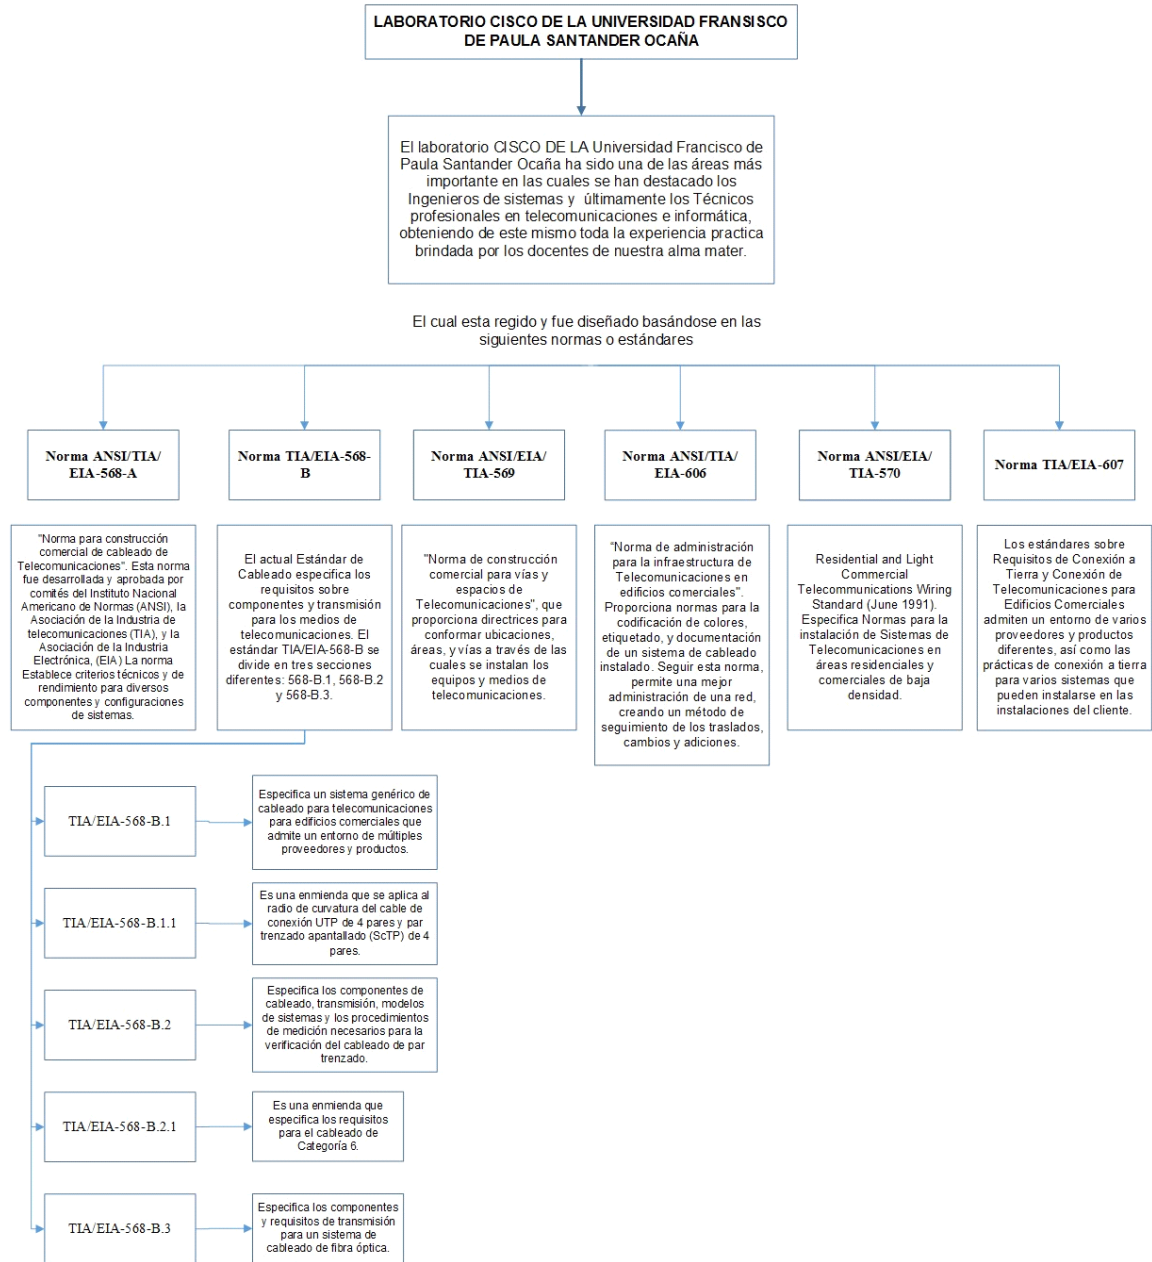 LABORATORIO CISCO DE LA UNIVERSIDAD FRANSISCO
DE PAULA SANTANDER OCAÑA
El laboratorio CISCO DE LA Universidad Francisco de
Paula Santander Ocaña ha sido una de las áreas más
importante en las cuales se han destacado los
Ingenieros de sistemas y últimamente los Técnicos
profesionales en telecomunicaciones e informática,
obteniendo de este mismo toda la experiencia practica
brindada por los docentes de nuestra alma mater.
El cual esta regido y fue diseñado basándose en las
siguientes normas o estándares
Norma ANSI/TIA/
EIA-568-A
Norma TIA/EIA-568-
B
Norma ANSI/EIA/
TIA-569
Norma ANSI/TIA/
EIA-606
Norma ANSI/EIA/
TIA-570
Norma TIA/EIA-607
"Norma para construcción
comercial de cableado de
Telecomunicaciones". Esta norma
fue desarrollada y aprobada por
comités del Instituto Nacional
Americano de Normas (ANSI), la
Asociación de la Industria de
telecomunicaciones (TIA), y la
Asociación de la Industria
Electrónica, (EIA) La norma
Establece criterios técnicos y de
rendimiento para diversos
componentes y configuraciones
de sistemas.
El actual Estándar de
Cableado especifica los
requisitos sobre
componentes y transmisión
para los medios de
telecomunicaciones. El
estándar TIA/EIA-568-B se
divide en tres secciones
diferentes: 568-B.1, 568-B.2
y 568-B.3.
"Norma de construcción
comercial para vías y
espacios de
Telecomunicaciones", que
proporciona directrices para
conformar ubicaciones,
áreas, y vías a través de las
cuales se instalan los
equipos y medios de
telecomunicaciones.
"Norma de administración
para la infraestructura de
Telecomunicaciones en
edificios comerciales".
Proporciona normas para la
codificación de colores,
etiquetado, y documentación
de un sistema de cableado
instalado. Seguir esta norma,
permite una mejor
administración de una red,
creando un método de
seguimiento de los traslados,
cambios y adiciones.
Residential and Light
Commercial
Telecommunications Wiring
Standard (June 1991).
Especifica Normas para la
instalación de Sistemas de
Telecomunicaciones en
áreas residenciales y
comerciales de baja
densidad.
Los estándares sobre
Requisitos de Conexión a
Tierra y Conexión de
Telecomunicaciones para
Edificios Comerciales
admiten un entorno de varios
proveedores y productos
diferentes, así como las
prácticas de conexión a tierra
para varios sistemas que
pueden instalarse en las
instalaciones del cliente.
TIA/EIA-568-B.1
Especifica un sistema genérico de
cableado para telecomunicaciones
para edificios comerciales que
admite un entorno de múltiples
proveedores y productos.
TIA/EIA-568-B.1.1
Es una enmienda que se aplica al
radio de curvatura del cable de
conexión UTP de 4 pares y par
trenzado apantallado (ScTP) de 4
pares.
TIA/EIA-568-B.2
Especifica los componentes de
cableado, transmisión, modelos
de sistemas y los procedimientos
de medición necesarios para la
verificación del cableado de par
trenzado.
TIA/EIA-568-B.2.1
Es una enmienda que
especifica los requisitos
para el cableado de
Categoría 6.
TIA/EIA-568-B.3
Especifica los componentes
y requisitos de transmisión
para un sistema de
cableado de fibra óptica.